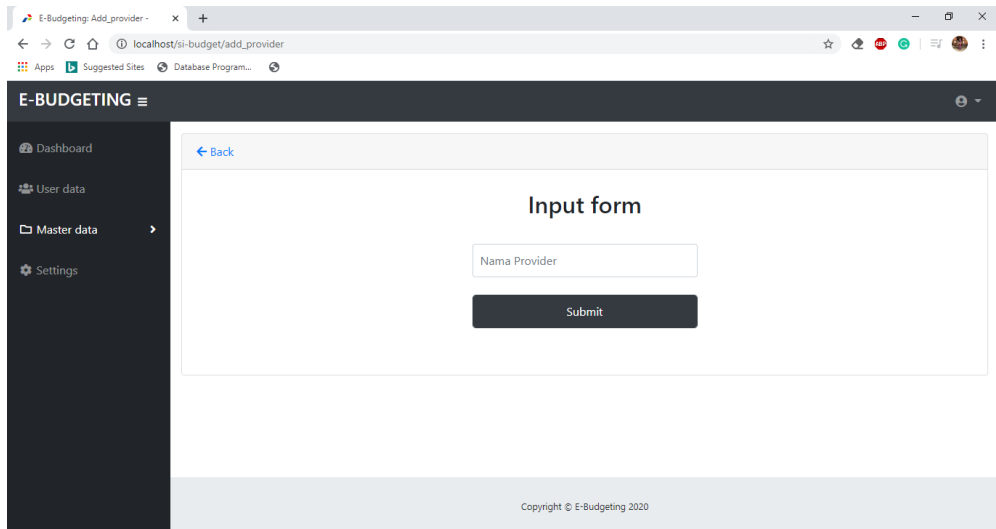 E-Budgeting: Add_provider -
localhost/si-budget/add_provider
ABP
G
Apps
b
Suggested Sites
Database Program...
E-BUDGETING
Dashboard
User data
Master data
Settings
Back
Input form
Nama Provider
Submit
Copyright © E-Budgeting 2020